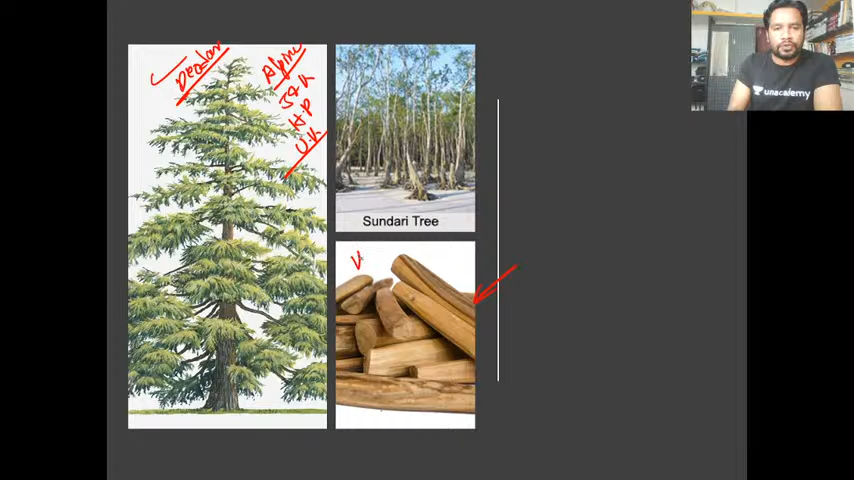 Deodar
Alpine
J & K
H.P
U.K.
Sundari Tree
unacademy